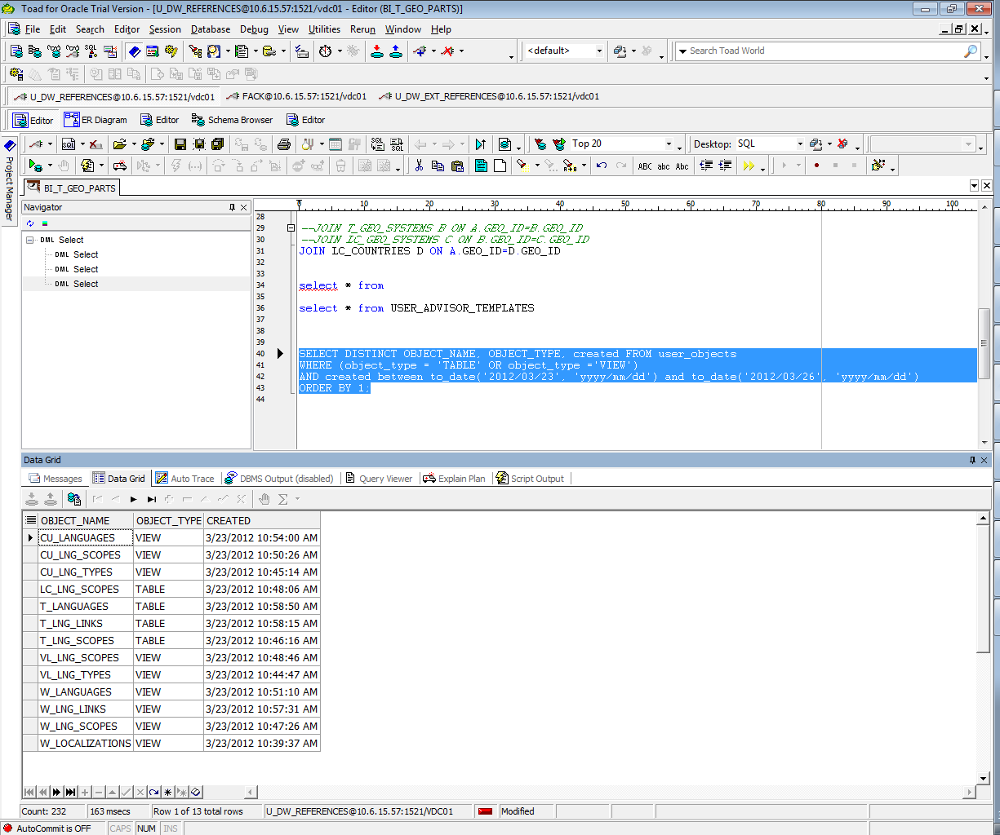 Toad for Oracle Trial Version - [U_DW_REFERENCES@10.6.15.57:1521/vdc01 - Editor (BI_T_GEO_PARTS)]
File Edit Search Editor Session Database Debug View Utilities Rerun Window Help
<default> Search Toad World
U_DW_REFERENCES@10.6.15.57:1521/vdc01 FACK@10.6.15.57:1521/vdc01 U_DW_EXT_REFERENCES@10.6.15.57:1521/vdc01
Editor ER Diagram Editor Schema Browser Editor
SQL SQL SQL Top 20 Desktop: SQL
ABC abc Abc
Project Manager
BI_T_GEO_PARTS
Navigator
DML Select
DML Select
DML Select
DML Select
0 10 20 30 40 50 60 70 80 90 100
28
29 --JOIN T_GEO_SYSTEMS B ON A.GEO_ID=B.GEO_ID
30 --JOIN LC_GEO_SYSTEMS C ON B.GEO_ID=C.GEO_ID
31 JOIN LC_COUNTRIES D ON A.GEO_ID=D.GEO_ID
32
33
34 select * from
35
36 select * from USER_ADVISOR_TEMPLATES
37
38
39
40 SELECT DISTINCT OBJECT_NAME, OBJECT_TYPE, created FROM user_objects
41 WHERE (object_type = 'TABLE' OR object_type ='VIEW')
42 AND created between to_date('2012/03/23', 'yyyy/mm/dd') and to_date('2012/03/26', 'yyyy/mm/dd')
43 ORDER BY 1;
44
Data Grid
Messages Data Grid Auto Trace DBMS Output (disabled) Query Viewer Explain Plan Script Output
OBJECT_NAME OBJECT_TYPE CREATED
CU_LANGUAGES VIEW 3/23/2012 10:54:00 AM
CU_LNG_SCOPES VIEW 3/23/2012 10:50:26 AM
CU_LNG_TYPES VIEW 3/23/2012 10:45:14 AM
LC_LNG_SCOPES TABLE 3/23/2012 10:48:06 AM
T_LANGUAGES TABLE 3/23/2012 10:58:50 AM
T_LNG_LINKS TABLE 3/23/2012 10:58:15 AM
T_LNG_SCOPES TABLE 3/23/2012 10:46:16 AM
VL_LNG_SCOPES VIEW 3/23/2012 10:48:46 AM
VL_LNG_TYPES VIEW 3/23/2012 10:44:47 AM
W_LANGUAGES VIEW 3/23/2012 10:51:10 AM
W_LNG_LINKS VIEW 3/23/2012 10:57:31 AM
W_LNG_SCOPES VIEW 3/23/2012 10:47:26 AM
W_LOCALIZATIONS VIEW 3/23/2012 10:39:37 AM
Count: 232 163 msecs Row 1 of 13 total rows U_DW_REFERENCES@10.6.15.57:1521/VDC01 Modified
AutoCommit is OFF CAPS NUM INS